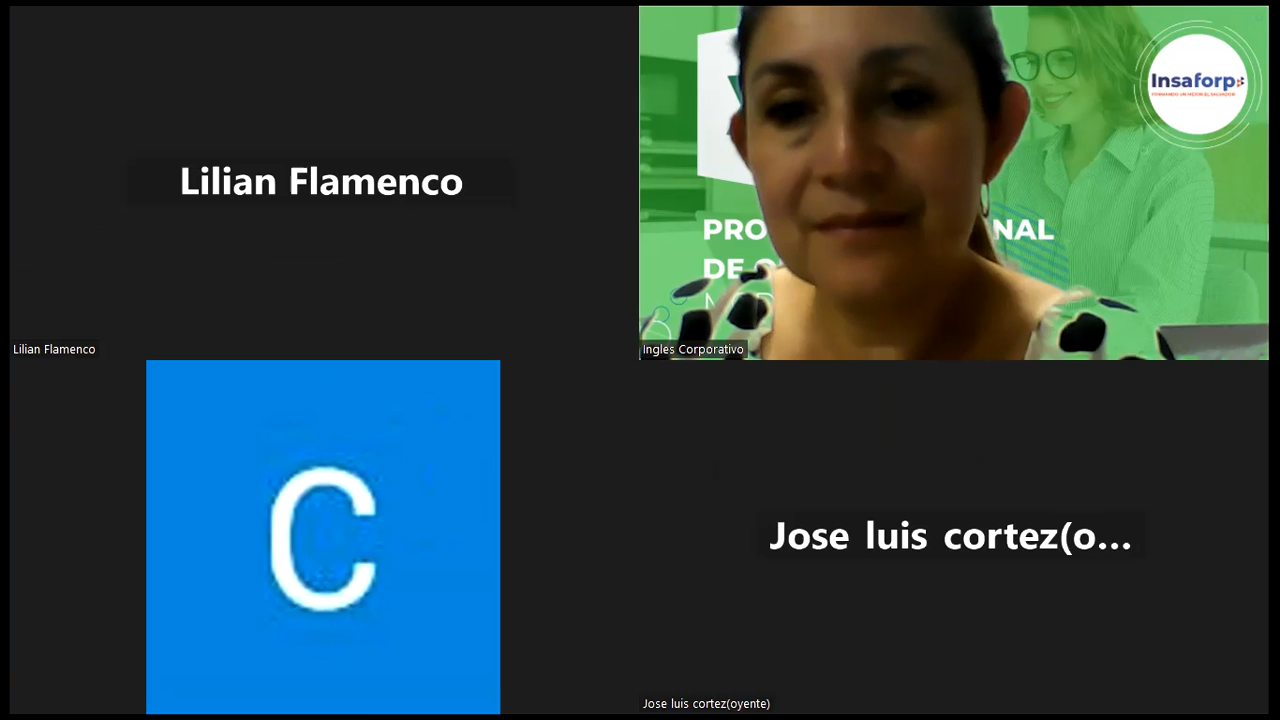 Lilian Flamenco
Lilian Flamenco
Insaforp
PRO NAL
DE
Ingles Corporativo
C
Jose luis cortez(o...
Jose luis cortez(oyente)